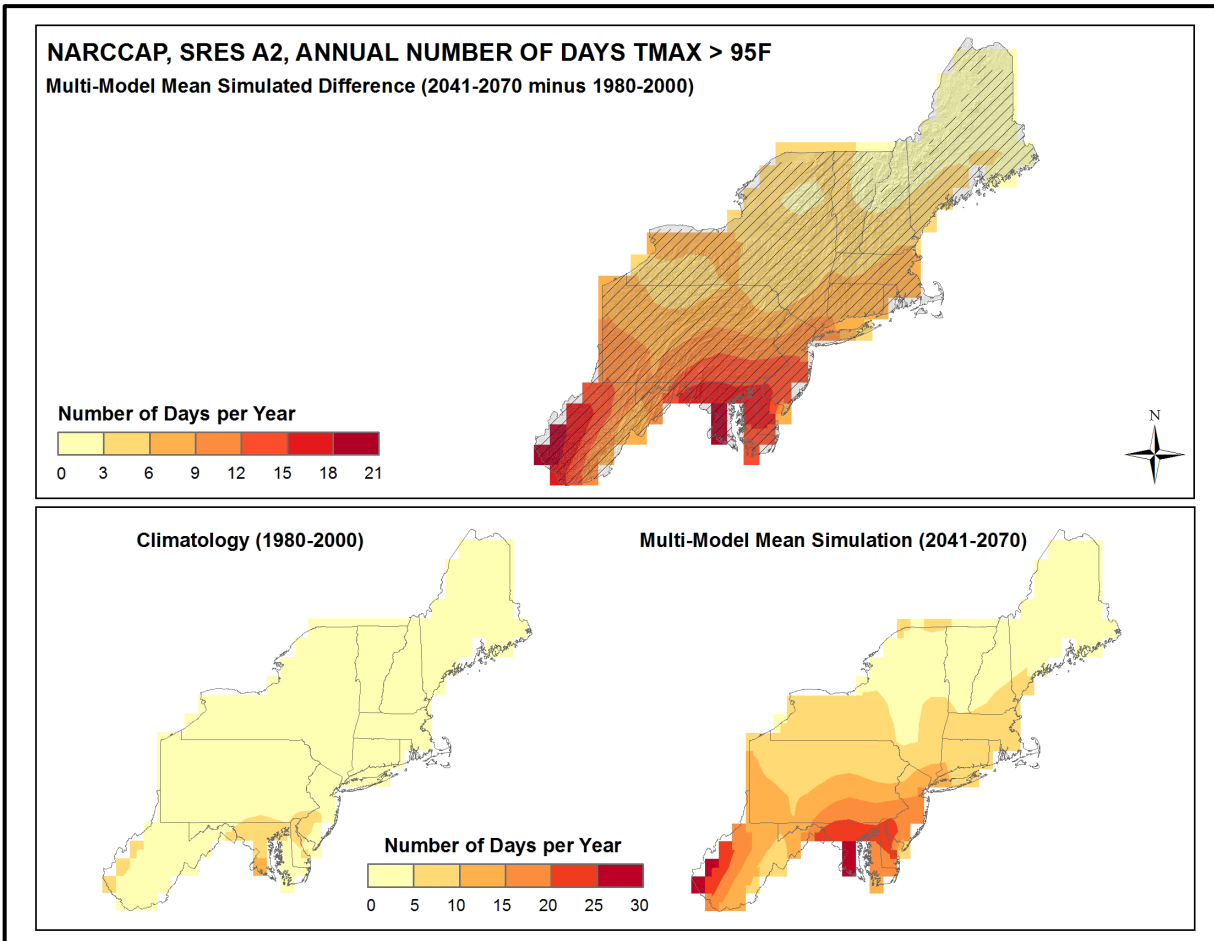 NARCCAP, SRES A2, ANNUAL NUMBER OF DAYS TMAX > 95F
Multi-Model Mean Simulated Difference (2041-2070 minus 1980-2000)
Number of Days per Year
0 3 6 9 12 15 18 21
N
Climatology (1980-2000)
Multi-Model Mean Simulation (2041-2070)
Number of Days per Year
0 5 10 15 20 25 30